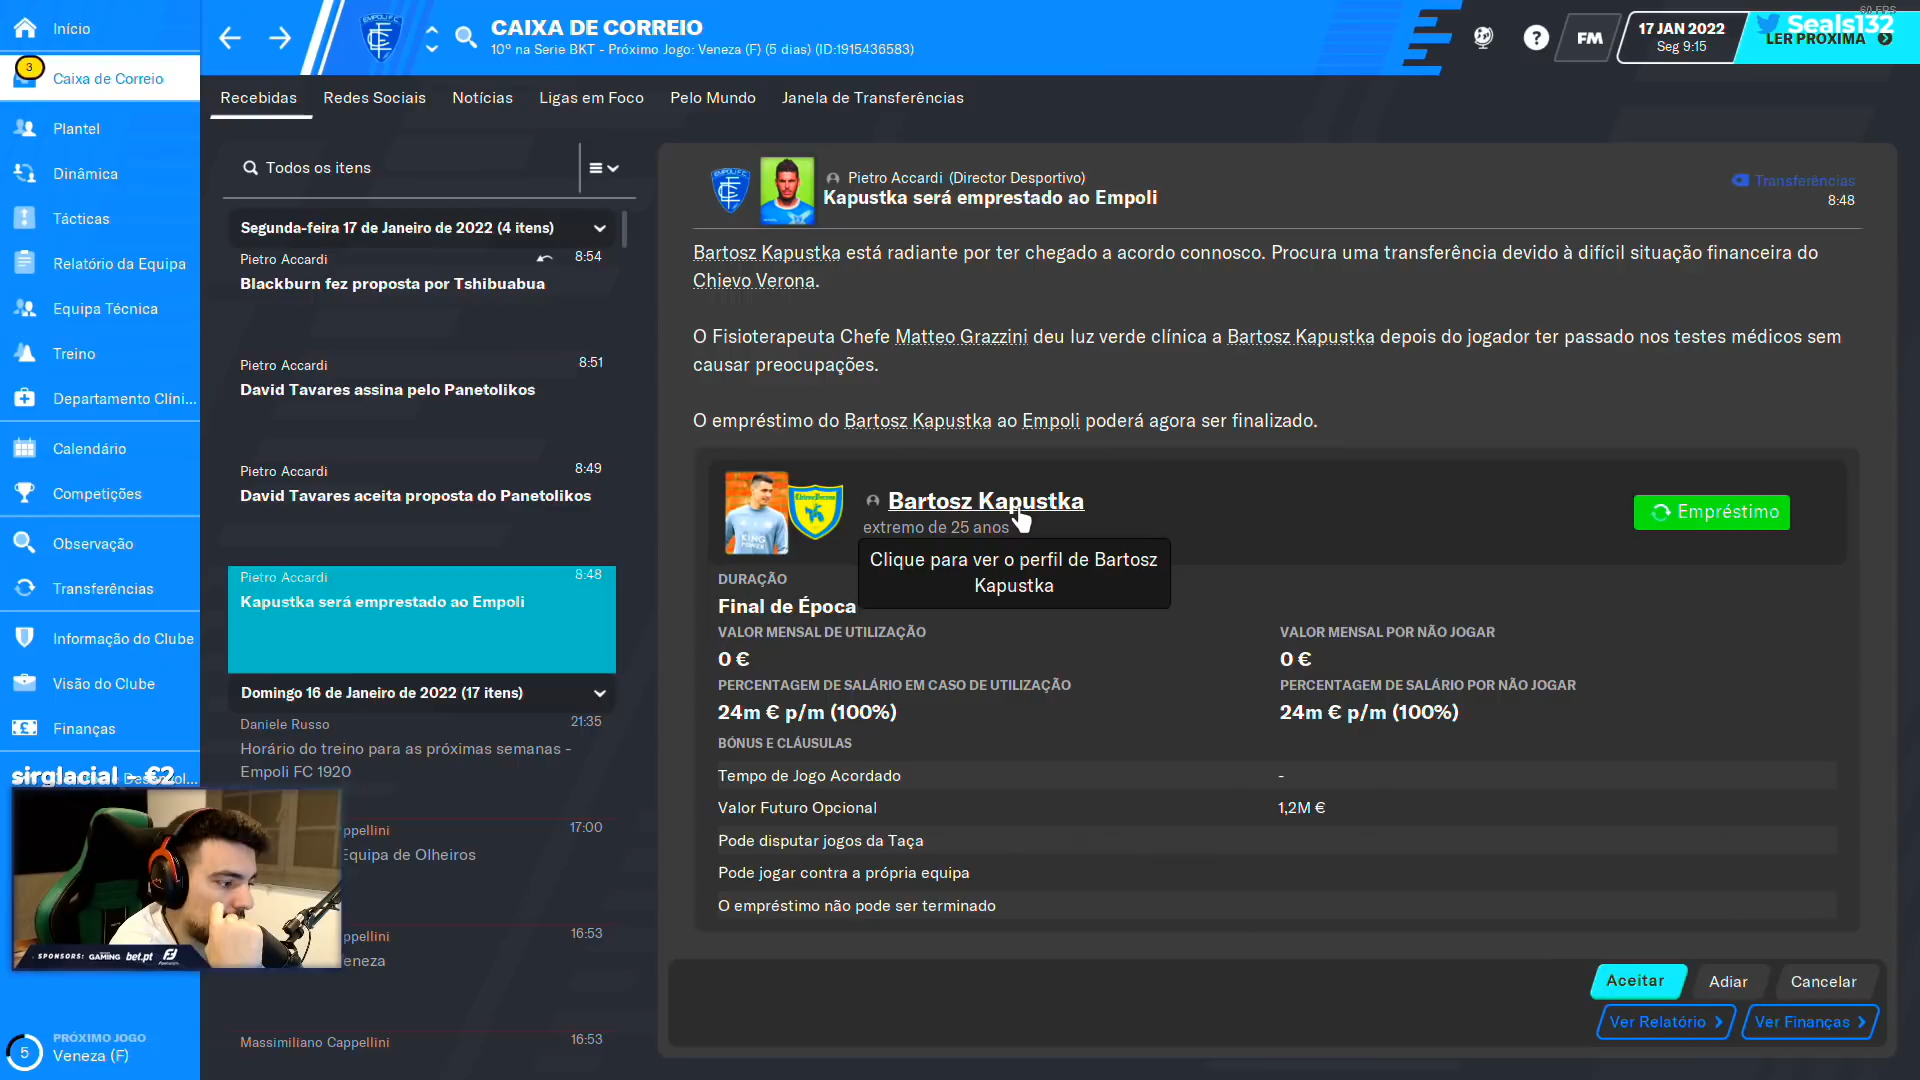 Início
3
Caixa de Correio
Plantel
Dinâmica
Tácticas
Relatório da Equipa
Equipa Técnica
Treino
Departamento Clíni...
Calendário
Competições
Observação
Transferências
Informação do Clube
Visão do Clube
Finanças
sirglacial - €2
SPONSORS: GAMING bet.pt
5
PRÓXIMO JOGO
Veneza (F)
CAIXA DE CORREIO
10º na Serie BKT - Próximo Jogo: Veneza (F) (5 dias) (ID:1915436583)
FM
17 JAN 2022
Seg 9:15
60 FPS
Seals132
LER PRÓXIMA
Recebidas
Redes Sociais
Notícias
Ligas em Foco
Pelo Mundo
Janela de Transferências
Todos os itens
Segunda-feira 17 de Janeiro de 2022 (4 itens)
Pietro Accardi
8:54
Blackburn fez proposta por Tshibuabua
Pietro Accardi
8:51
David Tavares assina pelo Panetolikos
Pietro Accardi
8:49
David Tavares aceita proposta do Panetolikos
Pietro Accardi
8:48
Kapustka será emprestado ao Empoli
Domingo 16 de Janeiro de 2022 (17 itens)
Daniele Russo
21:35
Horário do treino para as próximas semanas -
Empoli FC 1920
ppellini
17:00
Equipa de Olheiros
ppellini
16:53
eneza
Massimiliano Cappellini
16:53
Pietro Accardi (Director Desportivo)
Kapustka será emprestado ao Empoli
Transferências
8:48
Bartosz Kapustka está radiante por ter chegado a acordo connosco. Procura uma transferência devido à difícil situação financeira do
Chievo Verona.
O Fisioterapeuta Chefe Matteo Grazzini deu luz verde clínica a Bartosz Kapustka depois do jogador ter passado nos testes médicos sem
causar preocupações.
O empréstimo do Bartosz Kapustka ao Empoli poderá agora ser finalizado.
KING
POWER
Bartosz Kapustka
extremo de 25 anos
Empréstimo
Clique para ver o perfil de Bartosz
Kapustka
DURAÇÃO
Final de Época
VALOR MENSAL DE UTILIZAÇÃO
0 €
VALOR MENSAL POR NÃO JOGAR
0 €
PERCENTAGEM DE SALÁRIO EM CASO DE UTILIZAÇÃO
24m € p/m (100%)
PERCENTAGEM DE SALÁRIO POR NÃO JOGAR
24m € p/m (100%)
BÓNUS E CLÁUSULAS
Tempo de Jogo Acordado
-
Valor Futuro Opcional
1,2M €
Pode disputar jogos da Taça
Pode jogar contra a própria equipa
O empréstimo não pode ser terminado
Aceitar
Adiar
Cancelar
Ver Relatório
Ver Finanças